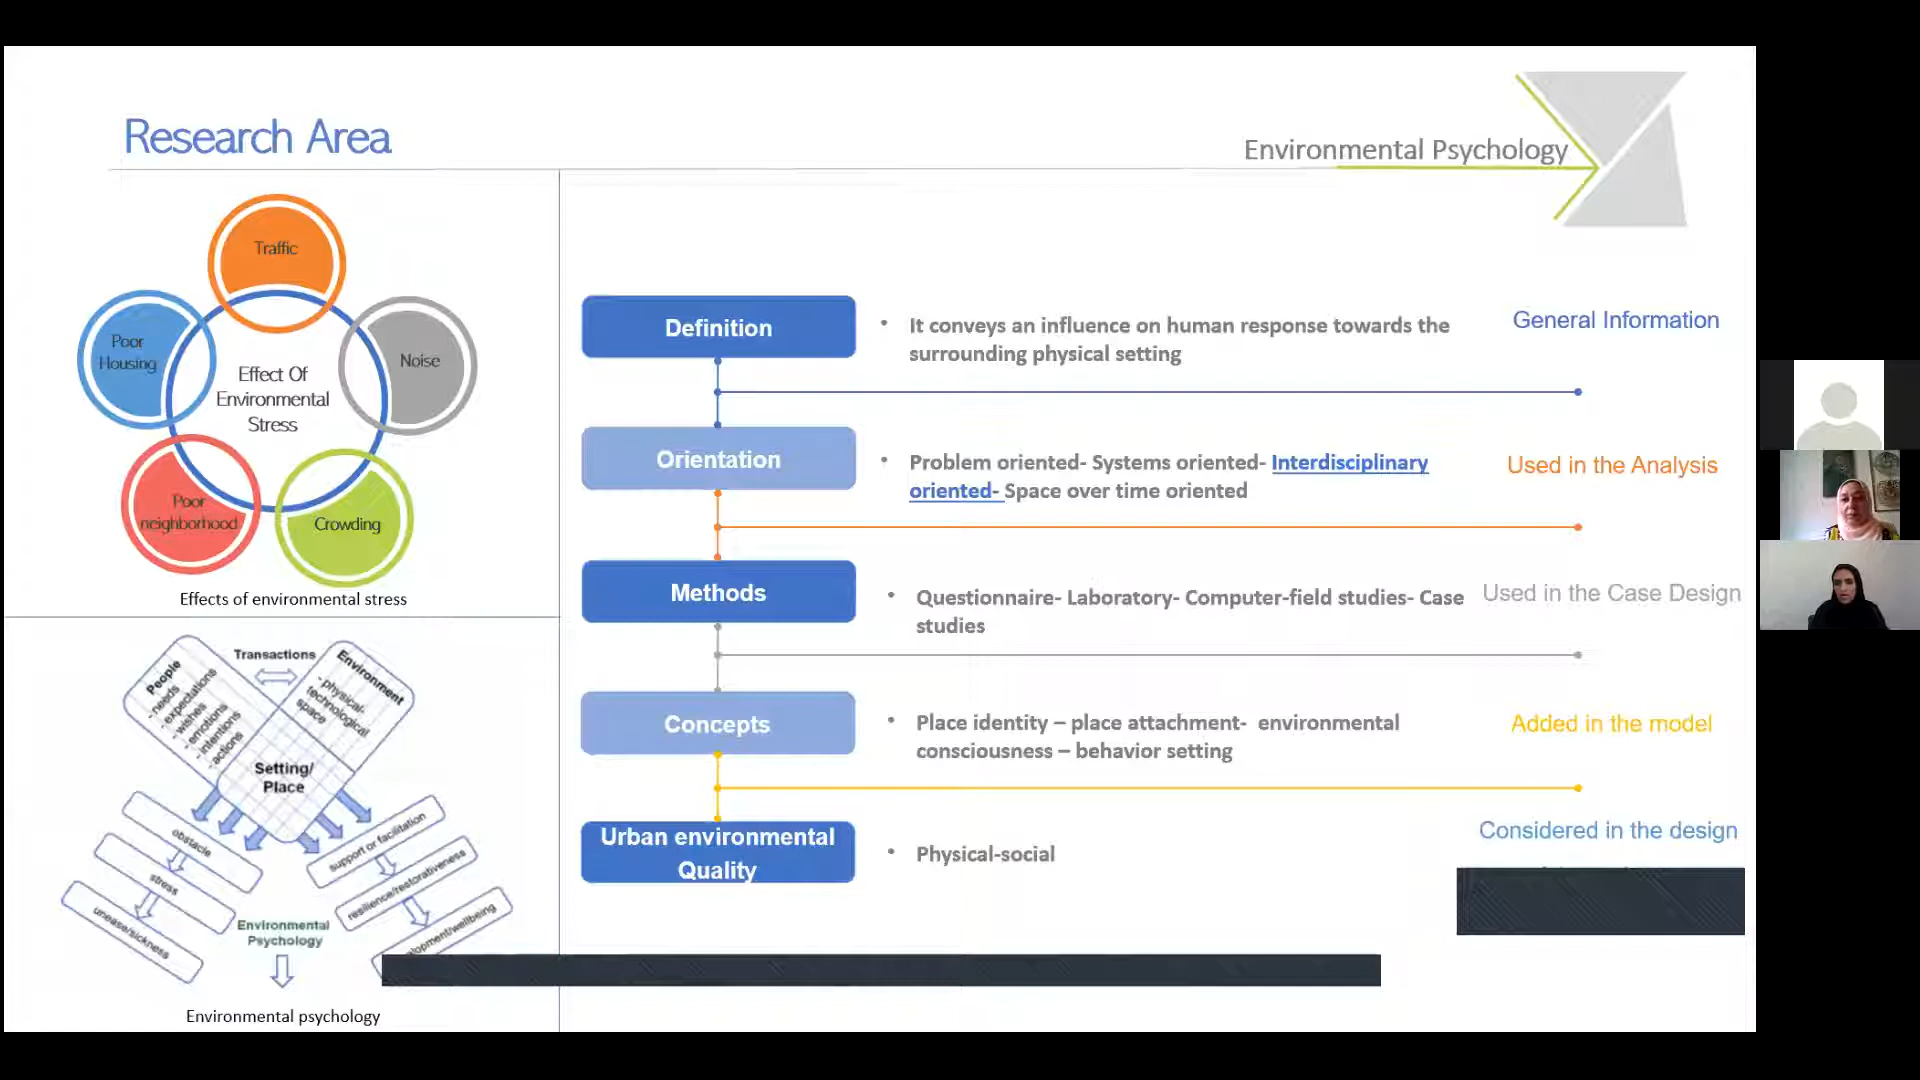 Research Area
Environmental Psychology
Traffic
Poor
Housing
Noise
Effect Of
Environmental
Stress
Poor
neighborhood
Crowding
Effects of environmental stress
Transactions
People
- needs
- expectations
- wishes
- emotions
- intentions
- actions
Environment
- physical-
technological
space
Setting/
Place
obstacle
stress
unease/sickness
support or facilitation
resilience/restorativeness
Environmental
Psychology
Environmental psychology
Definition
• It conveys an influence on human response towards the
surrounding physical setting
General Information
Orientation
• Problem oriented- Systems oriented- Interdisciplinary
oriented- Space over time oriented
Used in the Analysis
Methods
• Questionnaire- Laboratory- Computer-field studies- Case
studies
Used in the Case Design
Concepts
• Place identity – place attachment- environmental
consciousness – behavior setting
Added in the model
Urban environmental
Quality
• Physical-social
Considered in the design